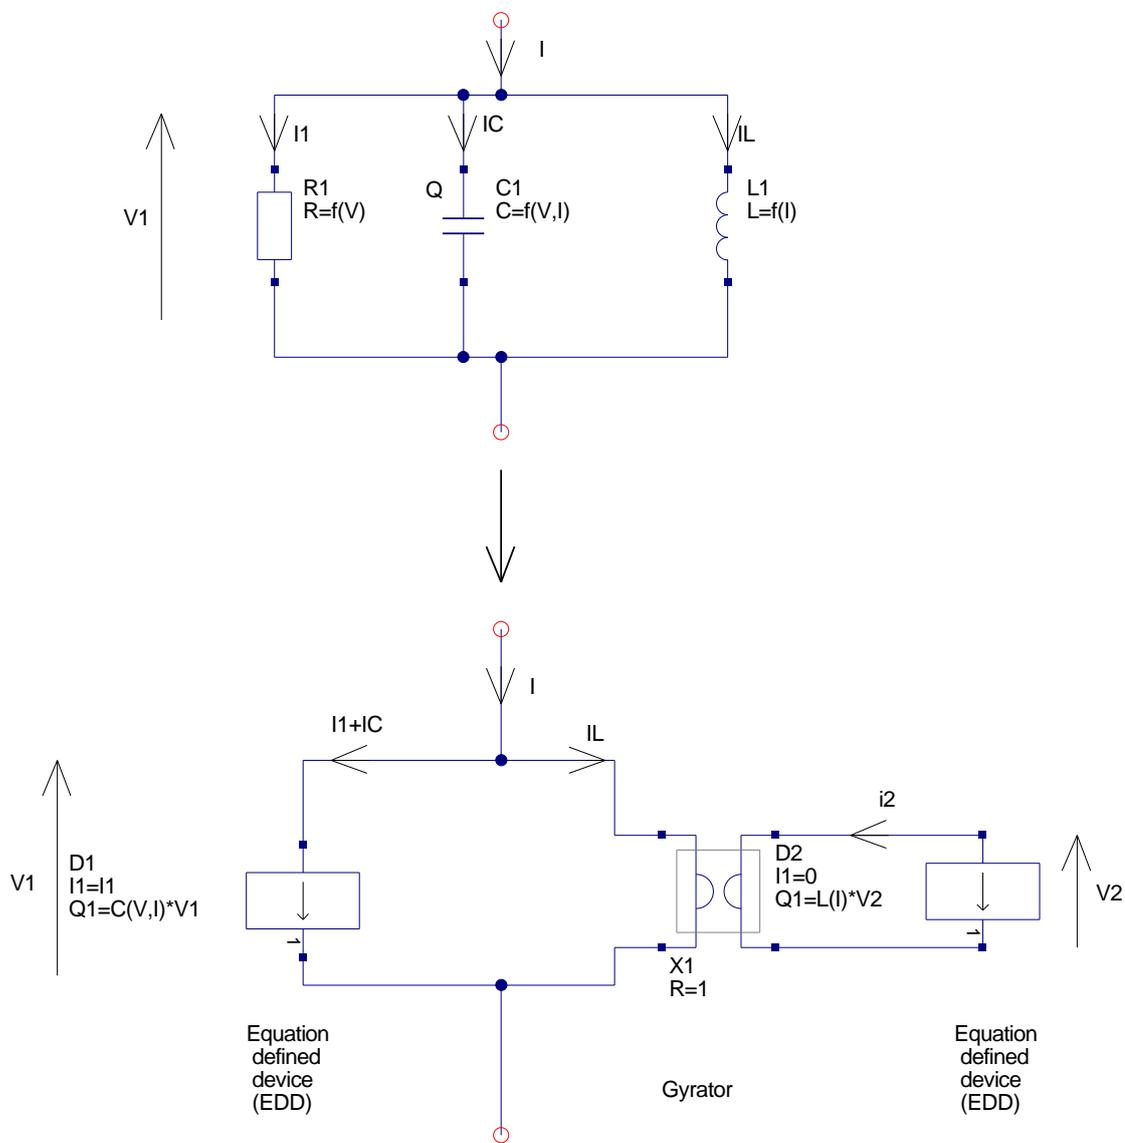 I
I1
IC
IL
V1
R1
R=f(V)
Q
C1
C=f(V,I)
L1
L=f(I)
I
I1+IC
IL
i2
V1
D1
I1=I1
Q1=C(V,I)*V1
1
D2
I1=0
Q1=L(I)*V2
1
V2
X1
R=1
Equation
defined
device
(EDD)
Gyrator
Equation
defined
device
(EDD)